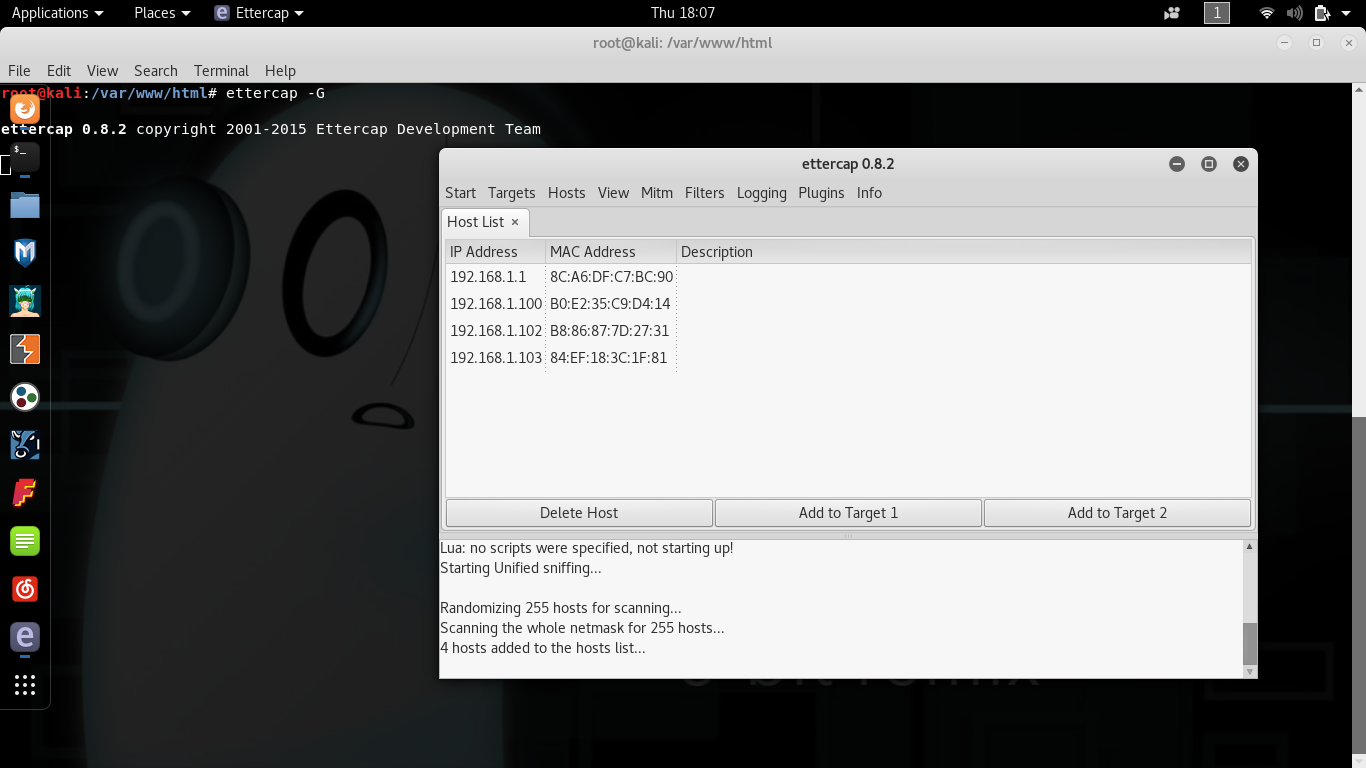 Applications Places Ettercap Thu 18:07 1
root@kali: /var/www/html
File Edit View Search Terminal Help
root@kali:/var/www/html# ettercap -G
ettercap 0.8.2 copyright 2001-2015 Ettercap Development Team
ettercap 0.8.2
Start Targets Hosts View Mitm Filters Logging Plugins Info
Host List ×
IP Address MAC Address Description
192.168.1.1 8C:A6:DF:C7:BC:90
192.168.1.100 B0:E2:35:C9:D4:14
192.168.1.102 B8:86:87:7D:27:31
192.168.1.103 84:EF:18:3C:1F:81
Delete Host Add to Target 1 Add to Target 2
Lua: no scripts were specified, not starting up!
Starting Unified sniffing...
Randomizing 255 hosts for scanning...
Scanning the whole netmask for 255 hosts...
4 hosts added to the hosts list...